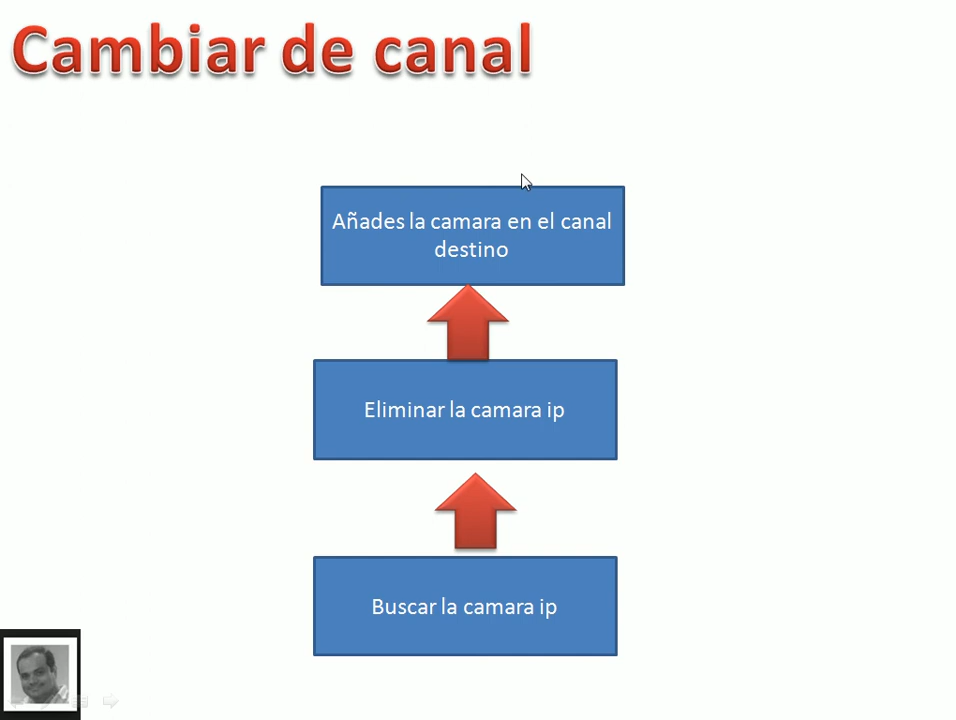 Cambiar de canal
Añades la camara en el canal
destino
Eliminar la camara ip
Buscar la camara ip